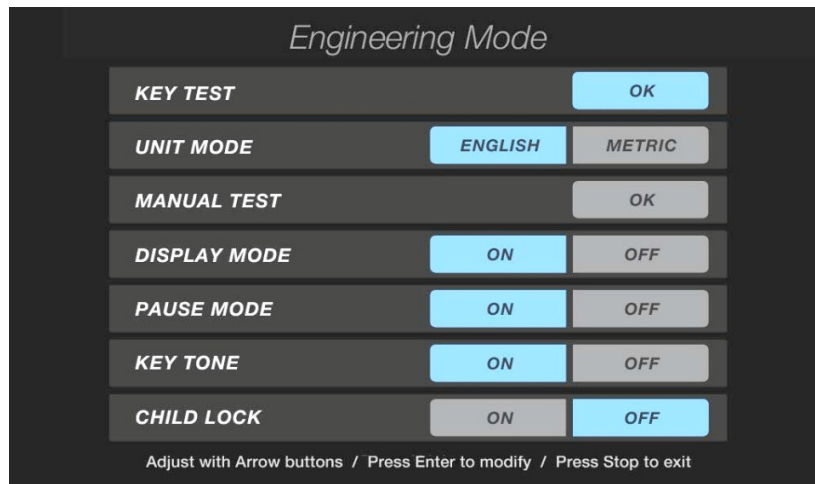 Engineering Mode
KEY TEST OK
UNIT MODE ENGLISH METRIC
MANUAL TEST OK
DISPLAY MODE ON OFF
PAUSE MODE ON OFF
KEY TONE ON OFF
CHILD LOCK ON OFF
Adjust with Arrow buttons / Press Enter to modify / Press Stop to exit